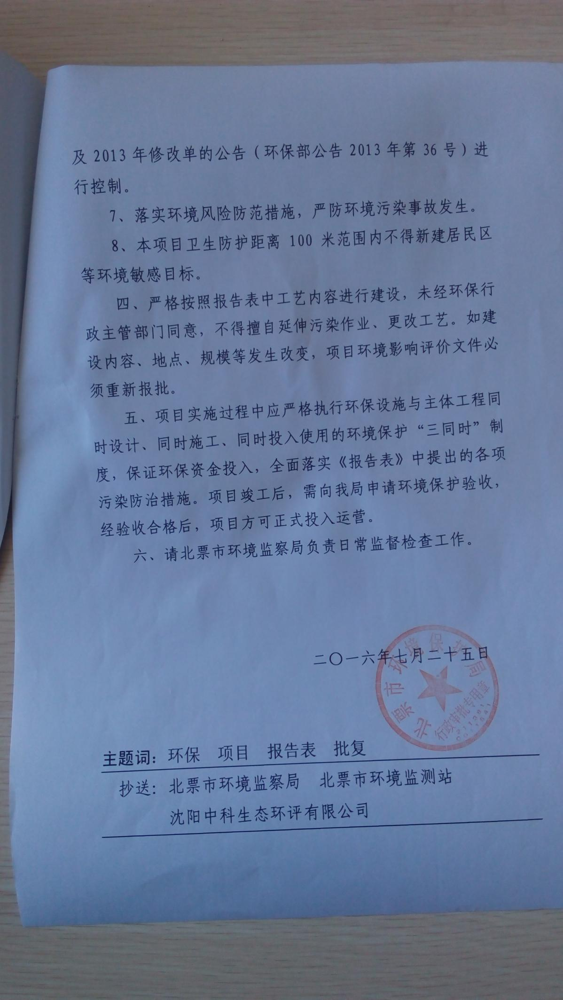 及 2013 年修改单的公告（环保部公告 2013 年第 36 号）进
行控制。
7、落实环境风险防范措施，严防环境污染事故发生。
8、本项目卫生防护距离 100 米范围内不得新建居民区
等环境敏感目标。
四、严格按照报告表中工艺内容进行建设，未经环保行
政主管部门同意，不得擅自延伸污染作业、更改工艺。如建
设内容、地点、规模等发生改变，项目环境影响评价文件必
须重新报批。
五、项目实施过程中应严格执行环保设施与主体工程同
时设计、同时施工、同时投入使用的环境保护“三同时”制
度，保证环保资金投入，全面落实《报告表》中提出的各项
污染防治措施。项目竣工后，需向我局申请环境保护验收，
经验收合格后，项目方可正式投入运营。
六、请北票市环境监察局负责日常监督检查工作。
二〇一六年七月二十五日
北票市环境保护局
行政审批专用章
主题词：环保 项目 报告表 批复
抄送：北票市环境监察局 北票市环境监测站
沈阳中科生态环评有限公司